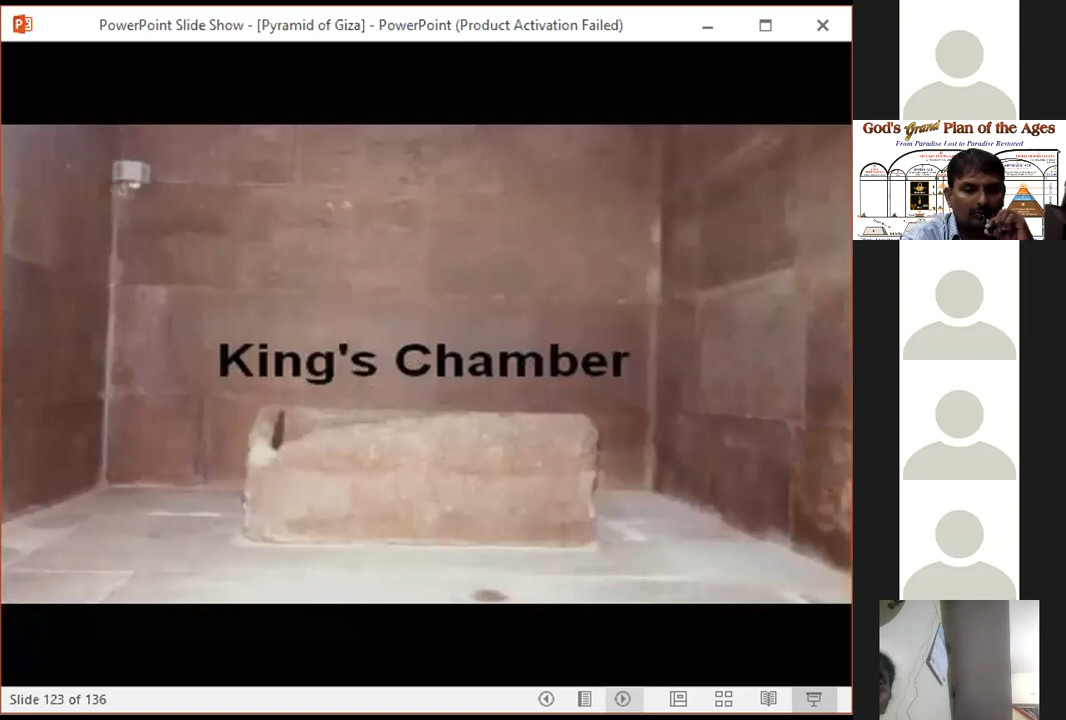 PowerPoint Slide Show - [Pyramid of Giza] - PowerPoint (Product Activation Failed)
God's Grand Plan of the Ages
From Paradise Lost to Paradise Restored
King's Chamber
Slide 123 of 136